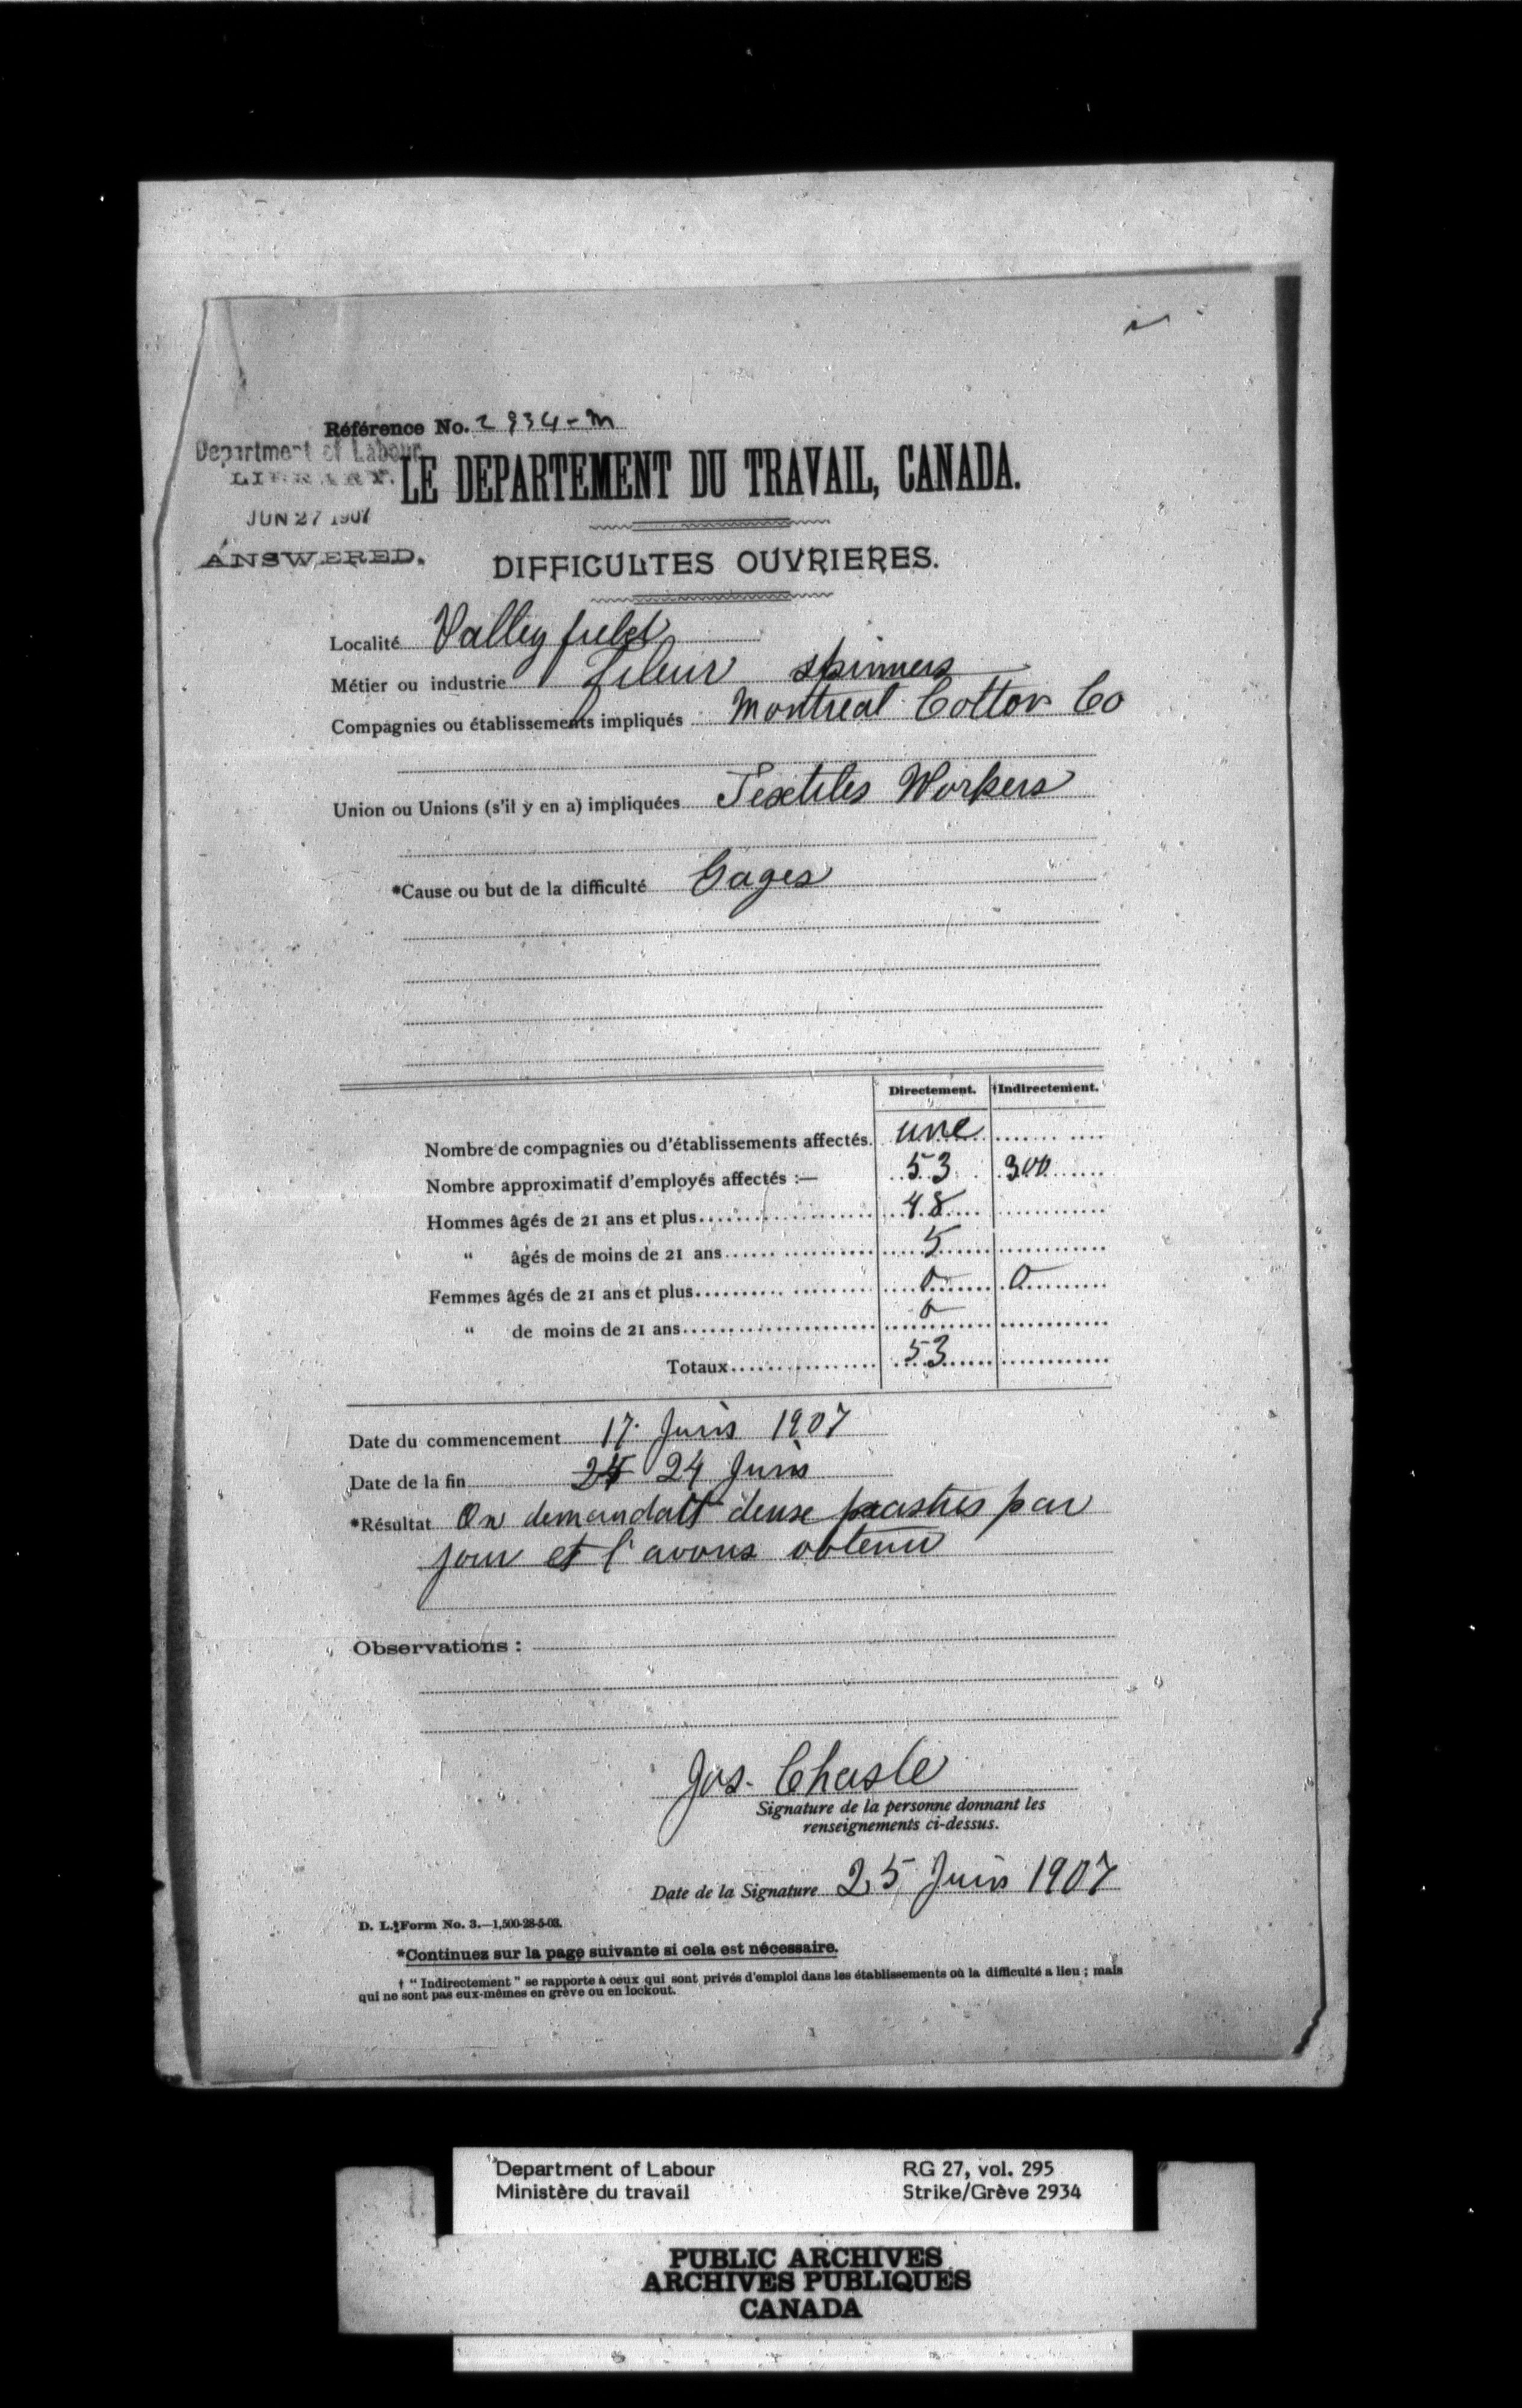 Référence No. 2934-M
Department of Labour
LIBRARY.
JUN 27 1907
ANSWERED.
LE DEPARTEMENT DU TRAVAIL, CANADA.
DIFFICULTES OUVRIERES.
Localité Valleyfield
Métier ou industrie fileur spinners
Compagnies ou établissements impliqués Montreal Cotton Co
Union ou Unions (s'il y en a) impliquées Textiles Workers
*Cause ou but de la difficulté Gages
Directement. †Indirectement.
Nombre de compagnies ou d'établissements affectés. une
Nombre approximatif d'employés affectés :— 53 300
Hommes âgés de 21 ans et plus 48
" âgés de moins de 21 ans 5
Femmes âgés de 21 ans et plus 0 0
" de moins de 21 ans 0
Totaux 53
Date du commencement 17 Juin 1907
Date de la fin 24 Juin
*Résultat On demandait deuse piastres par
jour et l'avons obtenu
Observations :
Jos. Chasle
Signature de la personne donnant les
renseignements ci-dessus.
Date de la Signature 25 Juin 1907
D. L. Form No. 3.—1,500-28-5-03.
*Continuez sur la page suivante si cela est nécessaire.
† " Indirectement " se rapporte à ceux qui sont privés d'emploi dans les établissements où la difficulté a lieu ; mais
qui ne sont pas eux-mêmes en grève ou en lockout.
Department of Labour RG 27, vol. 295
Ministère du travail Strike/Grève 2934
PUBLIC ARCHIVES
ARCHIVES PUBLIQUES
CANADA